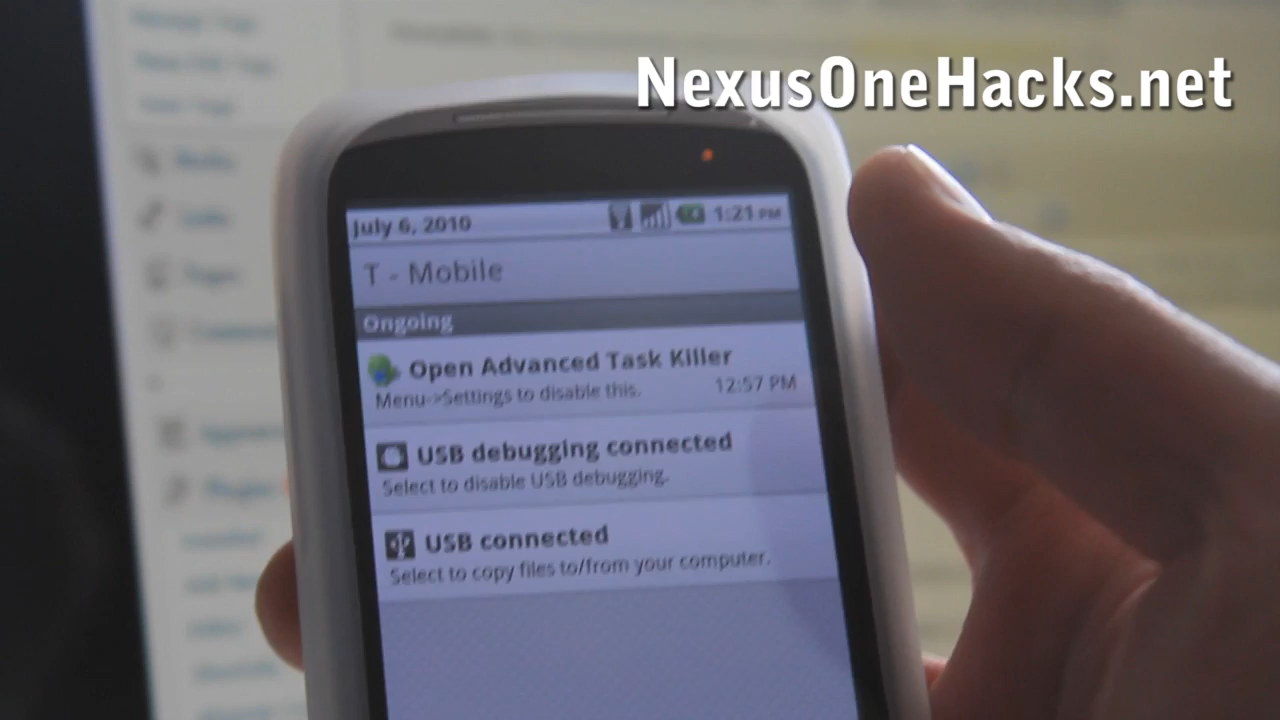 NexusOneHacks.net
July 6, 2010 1:21 PM
T - Mobile
Ongoing
Open Advanced Task Killer
Menu->Settings to disable this. 12:57 PM
USB debugging connected
Select to disable USB debugging.
USB connected
Select to copy files to/from your computer.